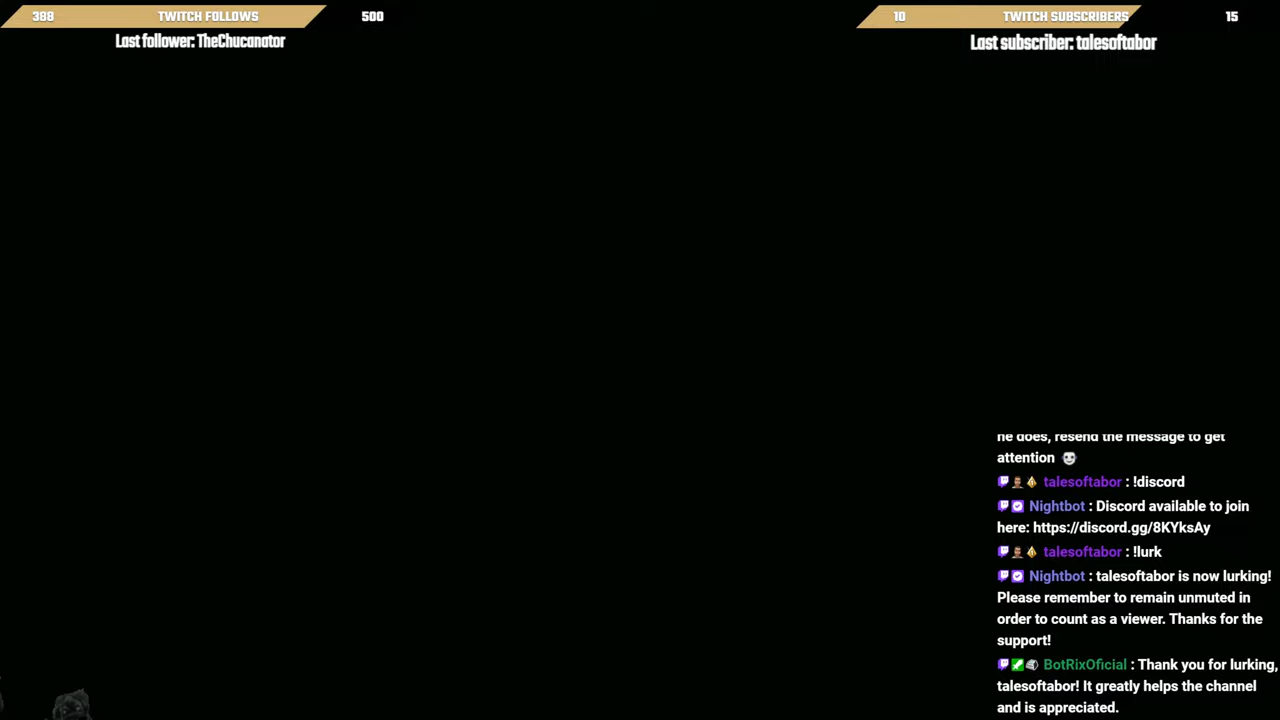 388 TWITCH FOLLOWS 500
Last follower: TheChucanator
10 TWITCH SUBSCRIBERS 15
Last subscriber: talesoftabor
he does, resend the message to get
attention
talesoftabor : !discord
Nightbot : Discord available to join
here: https://discord.gg/8KYksAy
talesoftabor : !lurk
Nightbot : talesoftabor is now lurking!
Please remember to remain unmuted in
order to count as a viewer. Thanks for the
support!
BotRixOficial : Thank you for lurking,
talesoftabor! It greatly helps the channel
and is appreciated.